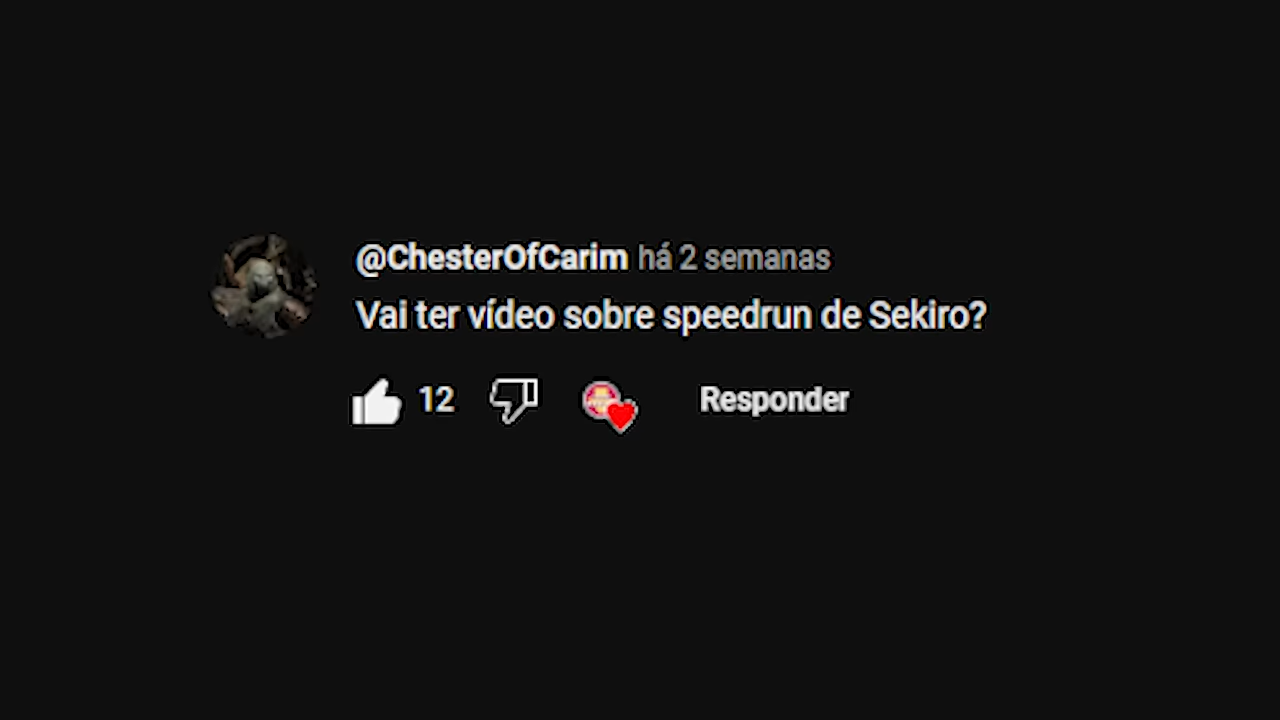 @ChesterOfCarim há 2 semanas
Vai ter vídeo sobre speedrun de Sekiro?
12 Responder